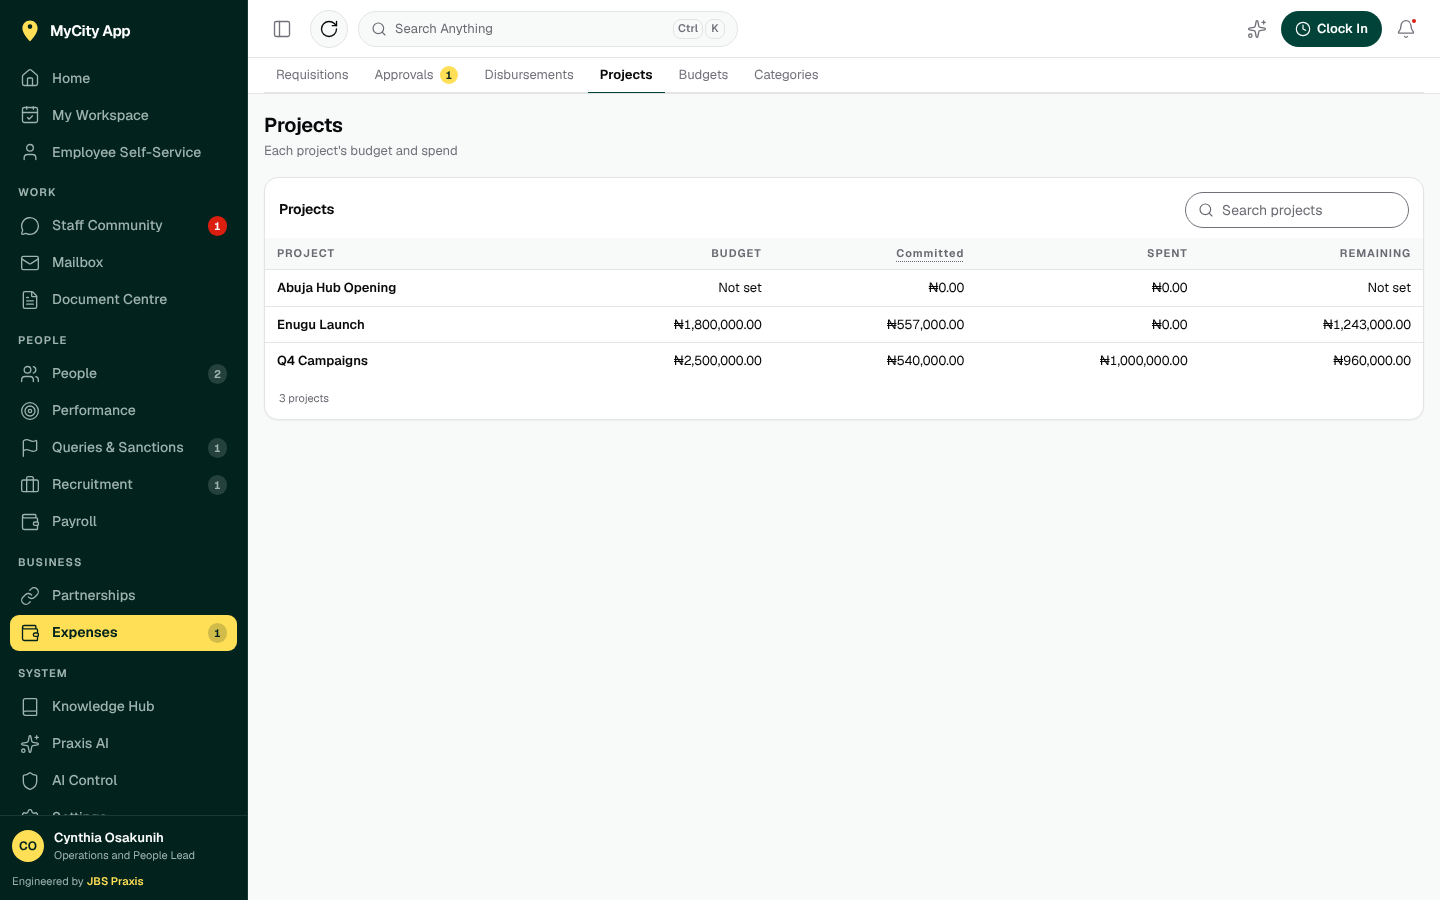 MyCity App
Home
My Workspace
Employee Self-Service
WORK
Staff Community 1
Mailbox
Document Centre
PEOPLE
People 2
Performance
Queries & Sanctions 1
Recruitment 1
Payroll
BUSINESS
Partnerships
Expenses 1
SYSTEM
Knowledge Hub
Praxis AI
AI Control
CO
Cynthia Osakunih
Operations and People Lead
Engineered by JBS Praxis
Search Anything Ctrl K
Clock In
Requisitions Approvals 1 Disbursements Projects Budgets Categories
Projects
Each project's budget and spend
Projects
Search projects
PROJECT BUDGET Committed SPENT REMAINING
Abuja Hub Opening Not set ₦0.00 ₦0.00 Not set
Enugu Launch ₦1,800,000.00 ₦557,000.00 ₦0.00 ₦1,243,000.00
Q4 Campaigns ₦2,500,000.00 ₦540,000.00 ₦1,000,000.00 ₦960,000.00
3 projects